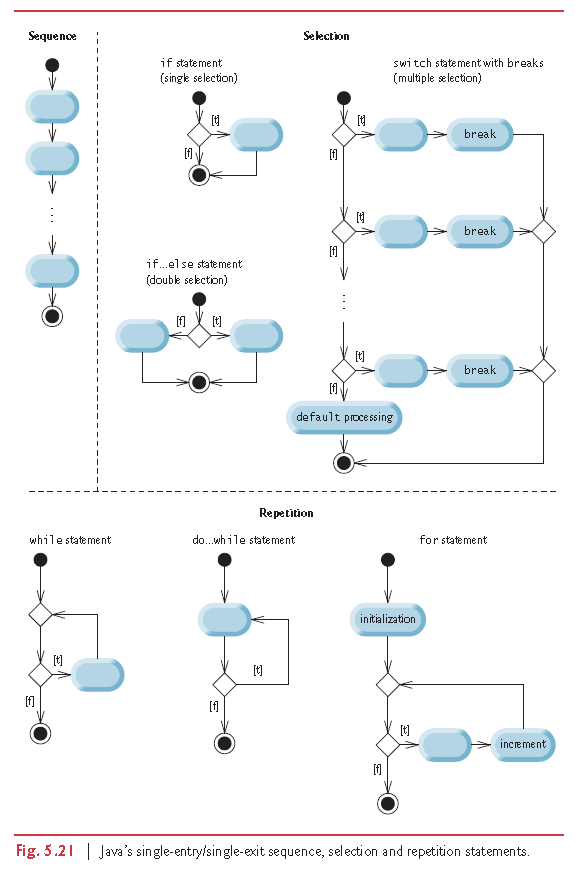 Sequence
Selection
if statement
(single selection)
[t]
[f]
switch statement with breaks
(multiple selection)
[t]
break
[f]
[t]
break
[f]
[t]
break
[f]
default processing
if...else statement
(double selection)
[f]
[t]
Repetition
while statement
[t]
[f]
do...while statement
[t]
[f]
for statement
initialization
[t]
increment
[f]
Fig. 5.21 | Java's single-entry/single-exit sequence, selection and repetition statements.